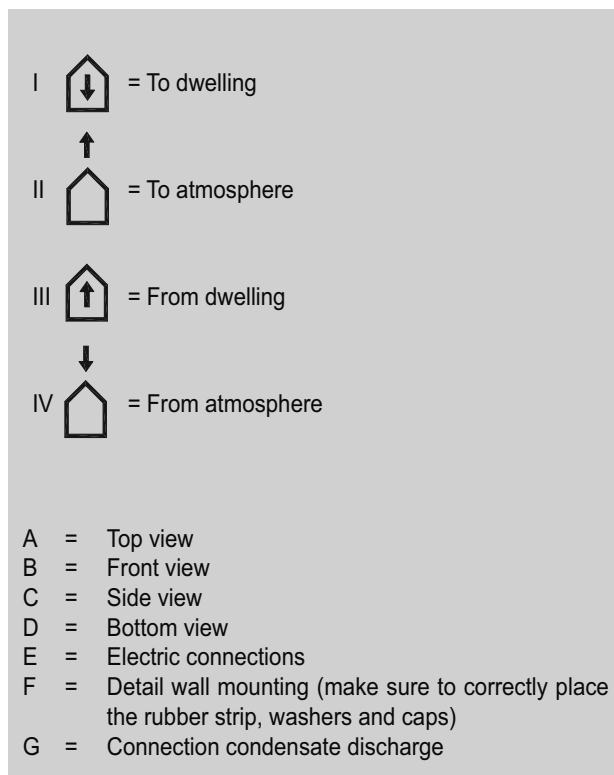 I = To dwelling
II = To atmosphere
III = From dwelling
IV = From atmosphere
A = Top view
B = Front view
C = Side view
D = Bottom view
E = Electric connections
F = Detail wall mounting (make sure to correctly place
the rubber strip, washers and caps)
G = Connection condensate discharge